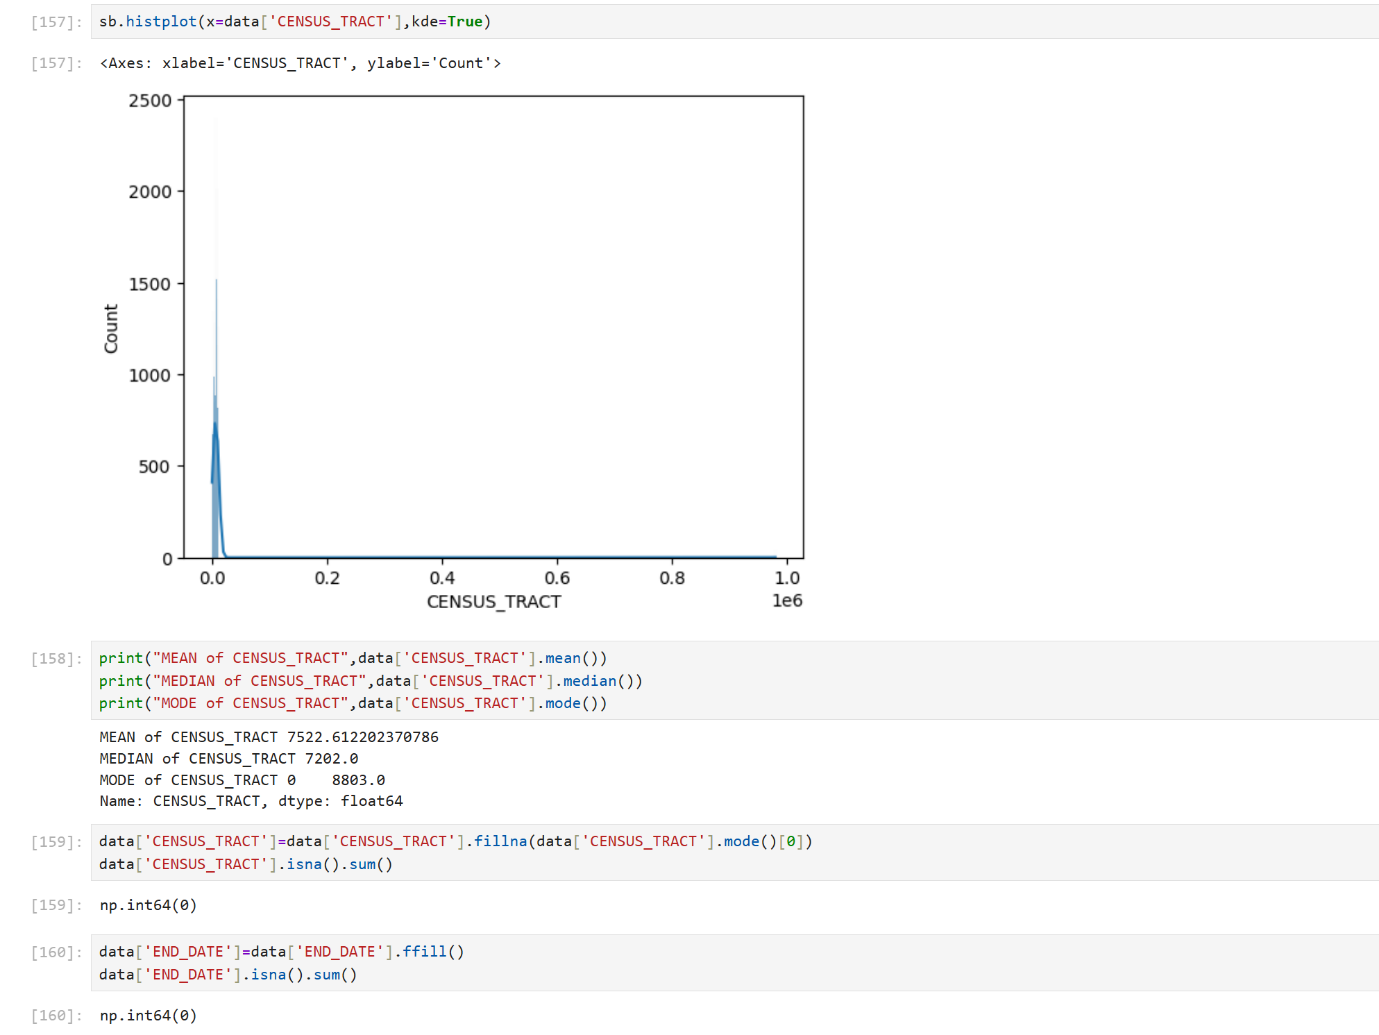 [157]: sb.histplot(x=data['CENSUS_TRACT'],kde=True)
[157]: <Axes: xlabel='CENSUS_TRACT', ylabel='Count'>
2500
2000
1500
1000
500
0
Count
0.0 0.2 0.4 0.6 0.8 1.0
CENSUS_TRACT 1e6
[158]: print("MEAN of CENSUS_TRACT",data['CENSUS_TRACT'].mean())
print("MEDIAN of CENSUS_TRACT",data['CENSUS_TRACT'].median())
print("MODE of CENSUS_TRACT",data['CENSUS_TRACT'].mode())
MEAN of CENSUS_TRACT 7522.612202370786
MEDIAN of CENSUS_TRACT 7202.0
MODE of CENSUS_TRACT 0    8803.0
Name: CENSUS_TRACT, dtype: float64
[159]: data['CENSUS_TRACT']=data['CENSUS_TRACT'].fillna(data['CENSUS_TRACT'].mode()[0])
data['CENSUS_TRACT'].isna().sum()
[159]: np.int64(0)
[160]: data['END_DATE']=data['END_DATE'].ffill()
data['END_DATE'].isna().sum()
[160]: np.int64(0)